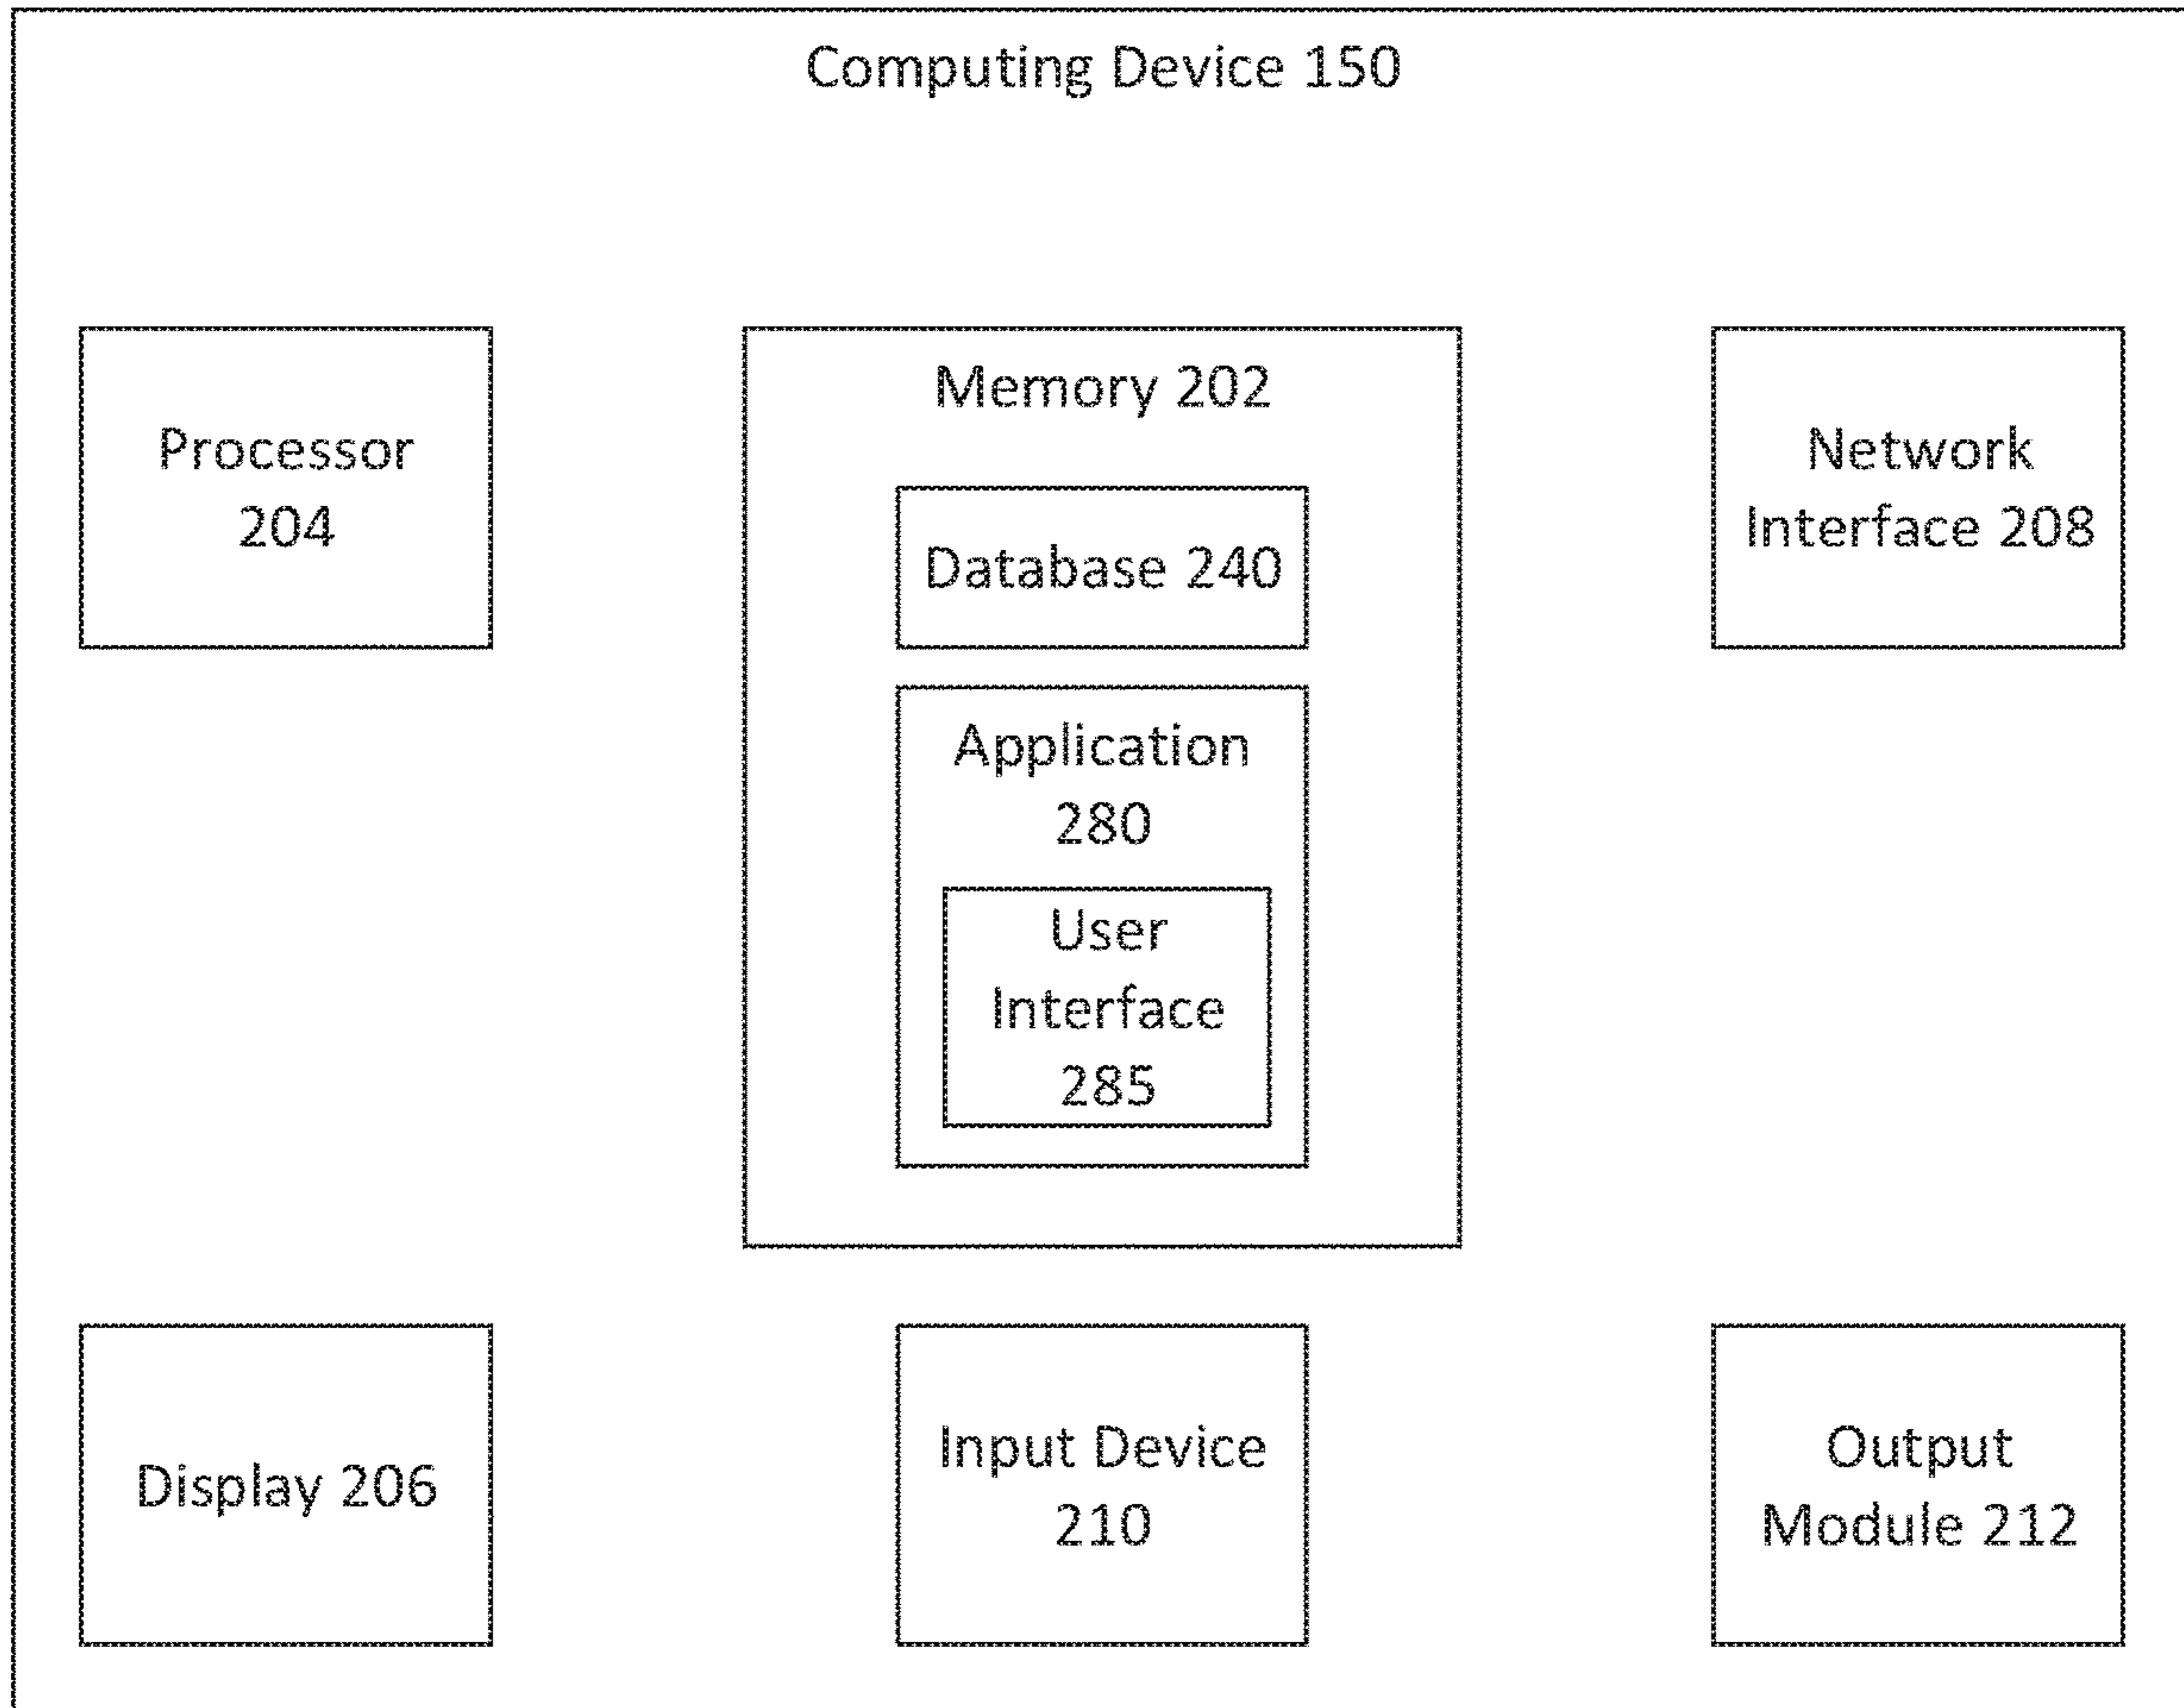 Computing Device 150
Processor
204
Memory 202
Database 240
Application
280
User
Interface
285
Network
Interface 208
Display 206
Input Device
210
Output
Module 212